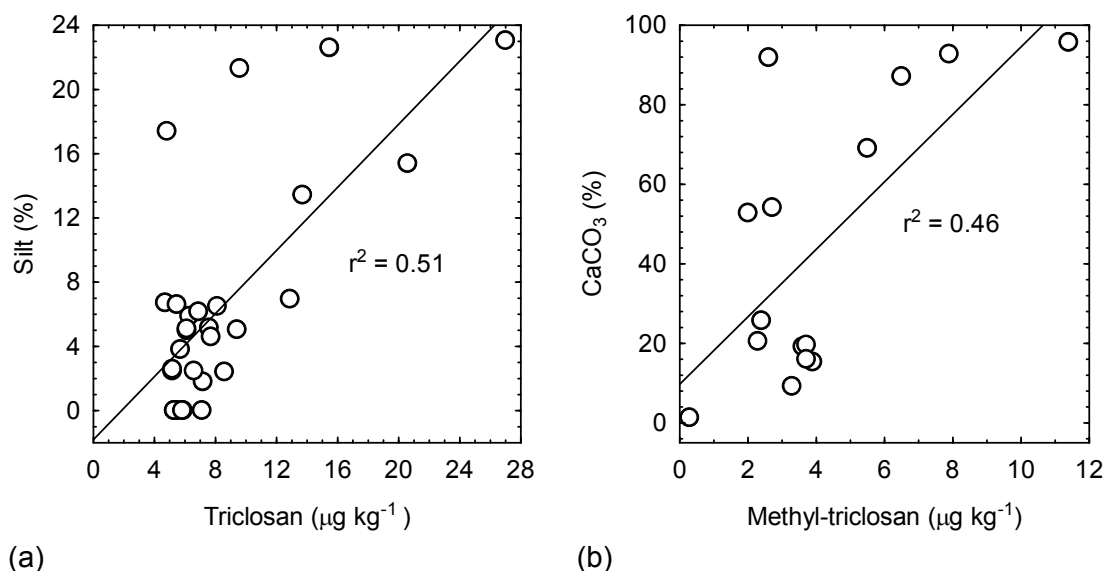 24
20
16
12
8
4
0
Silt (%)
r² = 0.51
0 4 8 12 16 20 24 28
Triclosan (μg kg⁻¹ )
(a)
100
80
60
40
20
0
CaCO₃ (%)
r² = 0.46
0 2 4 6 8 10 12
Methyl-triclosan (μg kg⁻¹)
(b)